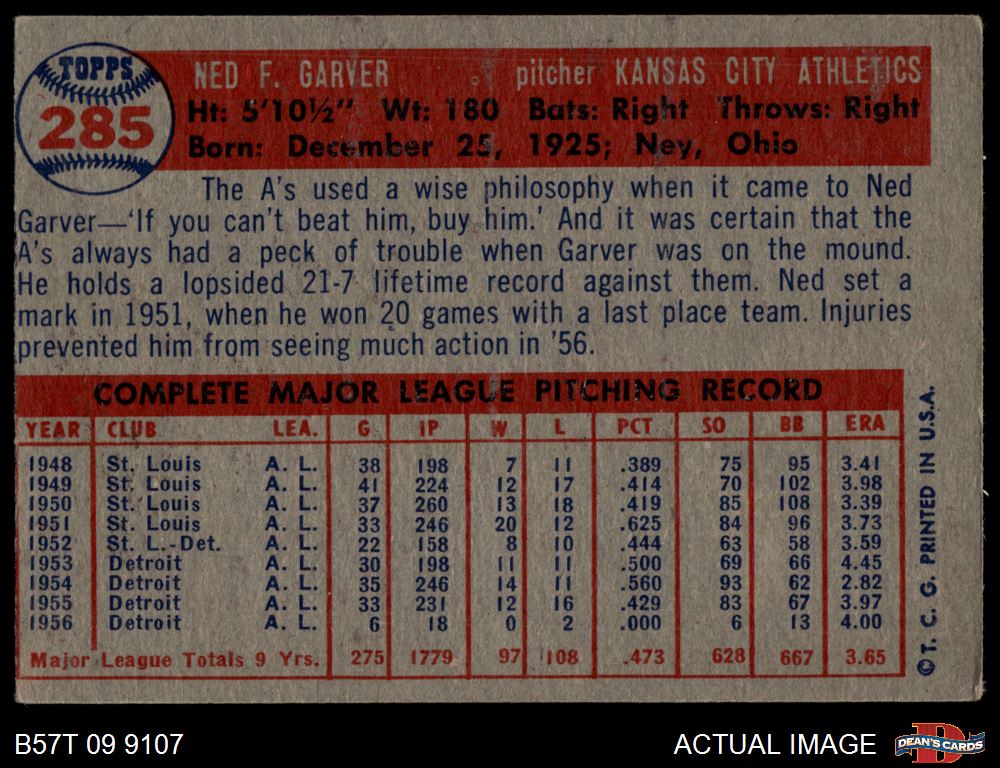 TOPPS
285
NED F. GARVER pitcher KANSAS CITY ATHLETICS
Ht: 5'10½" Wt: 180 Bats: Right Throws: Right
Born: December 25, 1925; Ney, Ohio
The A's used a wise philosophy when it came to Ned
Garver—'If you can't beat him, buy him.' And it was certain that the
A's always had a peck of trouble when Garver was on the mound.
He holds a lopsided 21-7 lifetime record against them. Ned set a
mark in 1951, when he won 20 games with a last place team. Injuries
prevented him from seeing much action in '56.
COMPLETE MAJOR LEAGUE PITCHING RECORD
YEAR CLUB LEA. G IP W L PCT SO BB ERA
1948 St. Louis A. L. 38 198 7 11 .389 75 95 3.41
1949 St. Louis A. L. 41 224 12 17 .414 70 102 3.98
1950 St. Louis A. L. 37 260 13 18 .419 85 108 3.39
1951 St. Louis A. L. 33 246 20 12 .625 84 96 3.73
1952 St. L.-Det. A. L. 22 158 8 10 .444 63 58 3.59
1953 Detroit A. L. 30 198 11 11 .500 69 66 4.45
1954 Detroit A. L. 35 246 14 11 .560 93 62 2.82
1955 Detroit A. L. 33 231 12 16 .429 83 67 3.97
1956 Detroit A. L. 6 18 0 2 .000 6 13 4.00
Major League Totals 9 Yrs. 275 1779 97 108 .473 628 667 3.65
© T. C. G. PRINTED IN U.S.A.
B57T 09 9107
ACTUAL IMAGE
D
DEAN'S CARDS